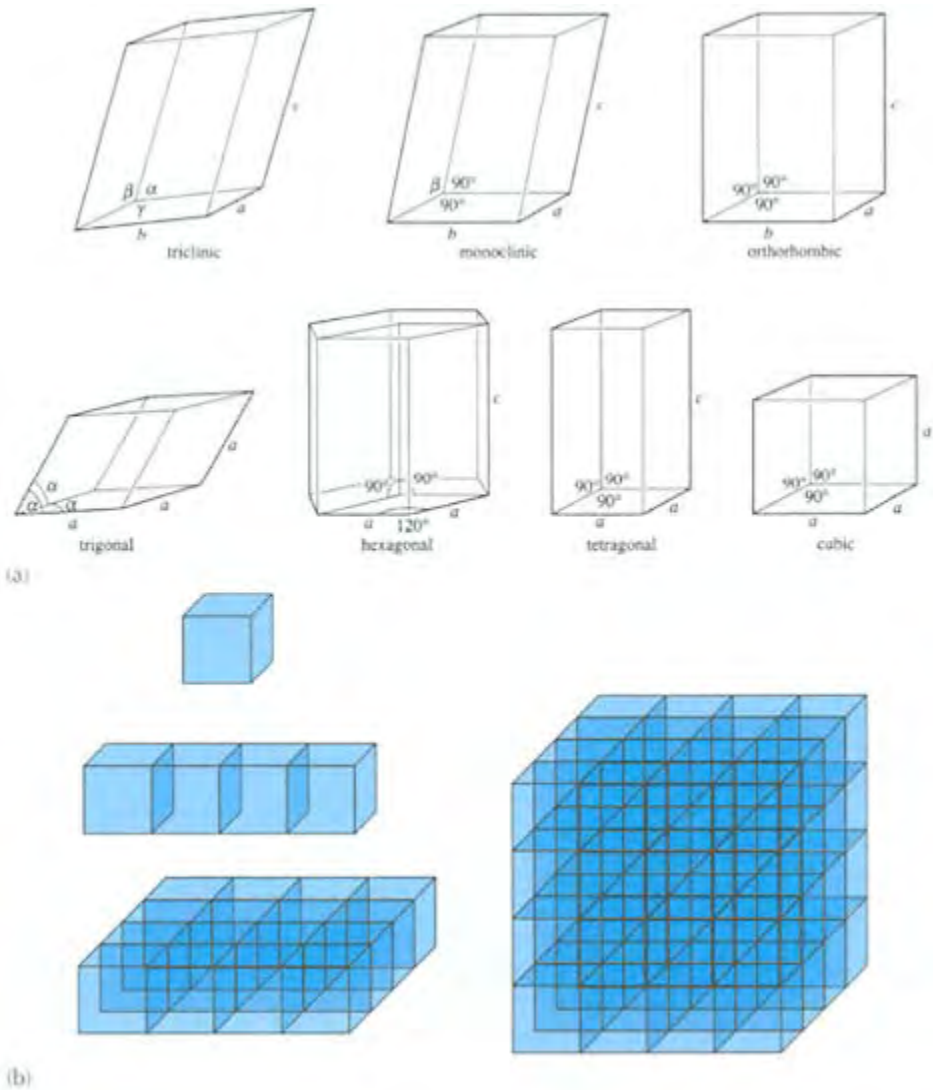 c
β α
γ
a
b
triclinic
c
β 90°
90°
a
b
monoclinic
c
90° 90°
90°
a
b
orthorhombic
a
α
α α
a
a
trigonal
c
90° 90°
a 120° a
hexagonal
c
90° 90°
90°
a
a
tetragonal
a
90° 90°
90°
a
a
cubic
(a)
(b)